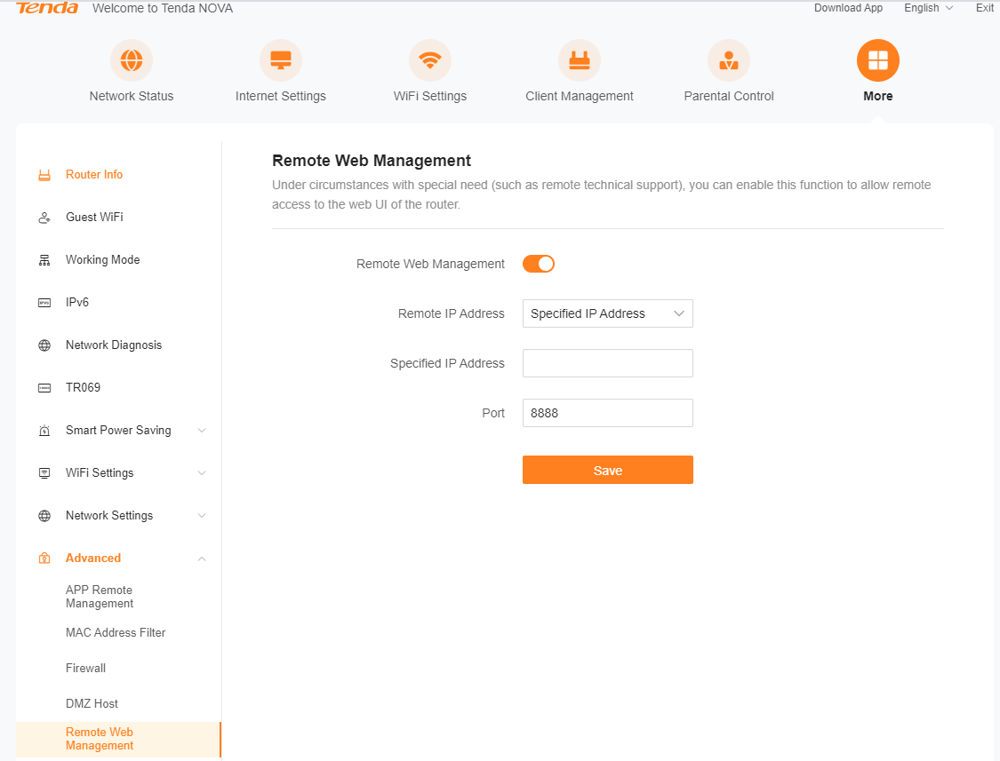 Tenda Welcome to Tenda NOVA Download App English Exit
Network Status Internet Settings WiFi Settings Client Management Parental Control More
Router Info
Guest WiFi
Working Mode
IPv6
Network Diagnosis
TR069
Smart Power Saving
WiFi Settings
Network Settings
Advanced
APP Remote
Management
MAC Address Filter
Firewall
DMZ Host
Remote Web
Management
Remote Web Management
Under circumstances with special need (such as remote technical support), you can enable this function to allow remote
access to the web UI of the router.
Remote Web Management
Remote IP Address Specified IP Address
Specified IP Address
Port 8888
Save